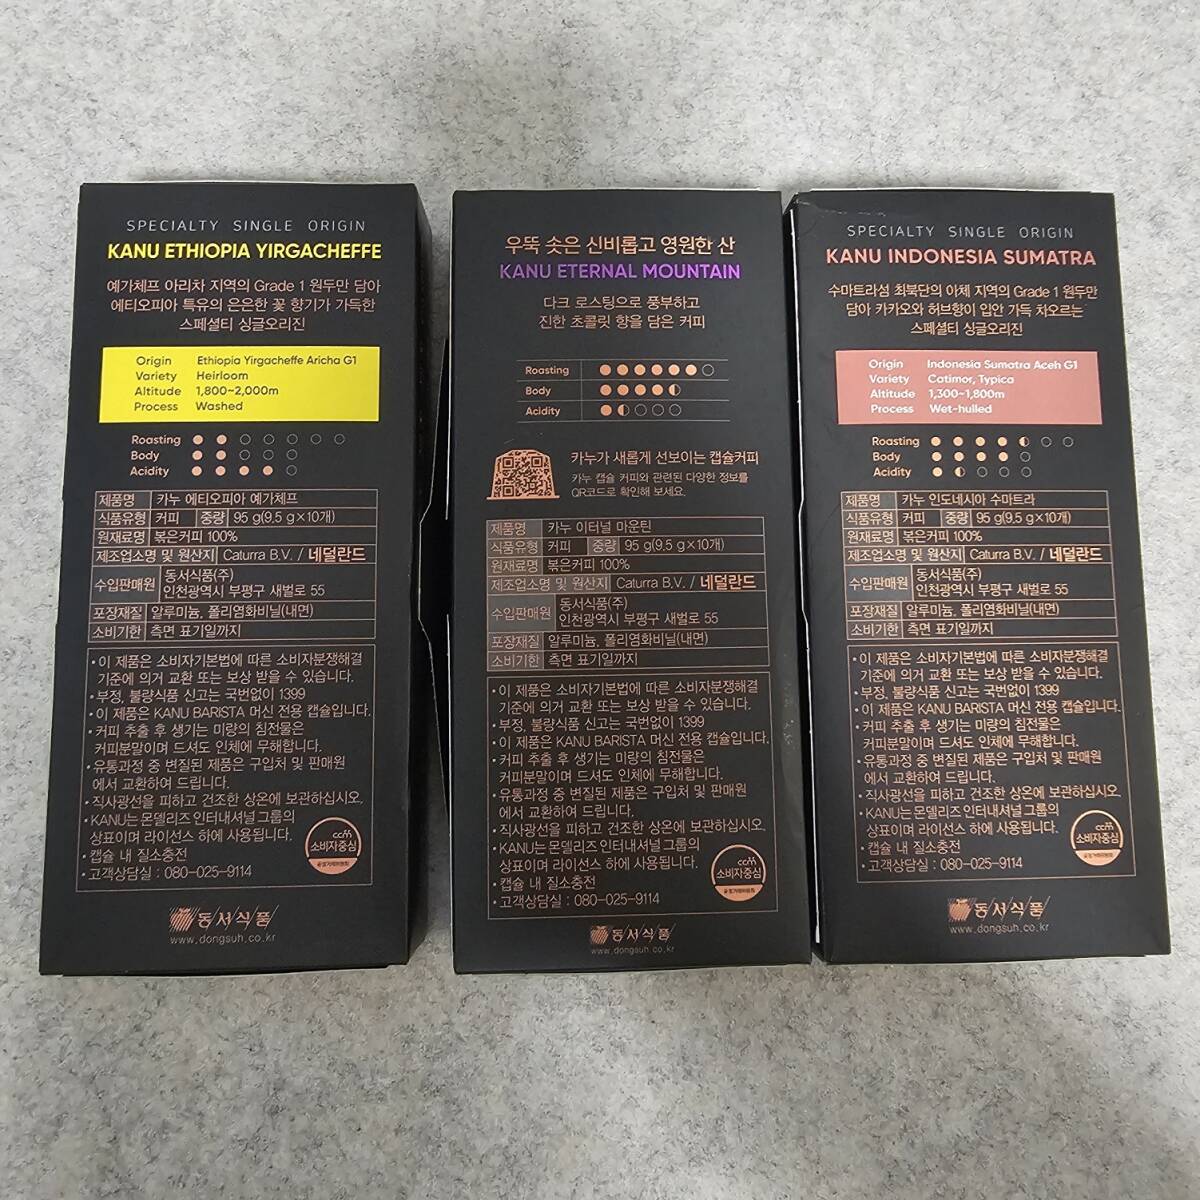 SPECIALTY SINGLE ORIGIN
KANU ETHIOPIA YIRGACHEFFE
예가체프 아리차 지역의 Grade 1 원두만 담아
에티오피아 특유의 은은한 꽃 향기가 가득한
스페셜티 싱글오리진
Origin Ethiopia Yirgacheffe Aricha G1
Variety Heirloom
Altitude 1,800~2,000m
Process Washed
Roasting
Body
Acidity
제품명 카누 에티오피아 예가체프
식품유형 커피 중량 95 g(9.5 g×10개)
원재료명 볶은커피 100%
제조업소명 및 원산지 Caturra B.V. / 네덜란드
수입판매원 동서식품(주)
인천광역시 부평구 새벌로 55
포장재질 알루미늄, 폴리염화비닐(내면)
소비기한 측면 표기일까지
• 이 제품은 소비자기본법에 따른 소비자분쟁해결
기준에 의거 교환 또는 보상 받을 수 있습니다.
• 부정, 불량식품 신고는 국번없이 1399
• 이 제품은 KANU BARISTA 머신 전용 캡슐입니다.
• 커피 추출 후 생기는 미량의 침전물은
커피분말이며 드셔도 인체에 무해합니다.
• 유통과정 중 변질된 제품은 구입처 및 판매원
에서 교환하여 드립니다.
• 직사광선을 피하고 건조한 상온에 보관하십시오.
• KANU는 몬델리즈 인터내셔널 그룹의
상표이며 라이선스 하에 사용됩니다.
• 캡슐 내 질소충전
• 고객상담실 : 080-025-9114
ccm
소비자중심
공정거래위원회
동서식품
www.dongsuh.co.kr
우뚝 솟은 신비롭고 영원한 산
KANU ETERNAL MOUNTAIN
다크 로스팅으로 풍부하고
진한 초콜릿 향을 담은 커피
Roasting
Body
Acidity
카누가 새롭게 선보이는 캡슐커피
카누 캡슐 커피와 관련된 다양한 정보를
QR코드로 확인해 보세요.
제품명 카누 이터널 마운틴
식품유형 커피 중량 95 g(9.5 g×10개)
원재료명 볶은커피 100%
제조업소명 및 원산지 Caturra B.V. / 네덜란드
수입판매원 동서식품(주)
인천광역시 부평구 새벌로 55
포장재질 알루미늄, 폴리염화비닐(내면)
소비기한 측면 표기일까지
• 이 제품은 소비자기본법에 따른 소비자분쟁해결
기준에 의거 교환 또는 보상 받을 수 있습니다.
• 부정, 불량식품 신고는 국번없이 1399
• 이 제품은 KANU BARISTA 머신 전용 캡슐입니다.
• 커피 추출 후 생기는 미량의 침전물은
커피분말이며 드셔도 인체에 무해합니다.
• 유통과정 중 변질된 제품은 구입처 및 판매원
에서 교환하여 드립니다.
• 직사광선을 피하고 건조한 상온에 보관하십시오.
• KANU는 몬델리즈 인터내셔널 그룹의
상표이며 라이선스 하에 사용됩니다.
• 캡슐 내 질소충전
• 고객상담실 : 080-025-9114
ccm
소비자중심
공정거래위원회
동서식품
www.dongsuh.co.kr
SPECIALTY SINGLE ORIGIN
KANU INDONESIA SUMATRA
수마트라섬 최북단의 아체 지역의 Grade 1 원두만
담아 카카오와 허브향이 입안 가득 차오르는
스페셜티 싱글오리진
Origin Indonesia Sumatra Aceh G1
Variety Catimor, Typica
Altitude 1,300~1,800m
Process Wet-hulled
Roasting
Body
Acidity
제품명 카누 인도네시아 수마트라
식품유형 커피 중량 95 g(9.5 g×10개)
원재료명 볶은커피 100%
제조업소명 및 원산지 Caturra B.V. / 네덜란드
수입판매원 동서식품(주)
인천광역시 부평구 새벌로 55
포장재질 알루미늄, 폴리염화비닐(내면)
소비기한 측면 표기일까지
• 이 제품은 소비자기본법에 따른 소비자분쟁해결
기준에 의거 교환 또는 보상 받을 수 있습니다.
• 부정, 불량식품 신고는 국번없이 1399
• 이 제품은 KANU BARISTA 머신 전용 캡슐입니다.
• 커피 추출 후 생기는 미량의 침전물은
커피분말이며 드셔도 인체에 무해합니다.
• 유통과정 중 변질된 제품은 구입처 및 판매원
에서 교환하여 드립니다.
• 직사광선을 피하고 건조한 상온에 보관하십시오.
• KANU는 몬델리즈 인터내셔널 그룹의
상표이며 라이선스 하에 사용됩니다.
• 캡슐 내 질소충전
• 고객상담실 : 080-025-9114
ccm
소비자중심
공정거래위원회
동서식품
www.dongsuh.co.kr